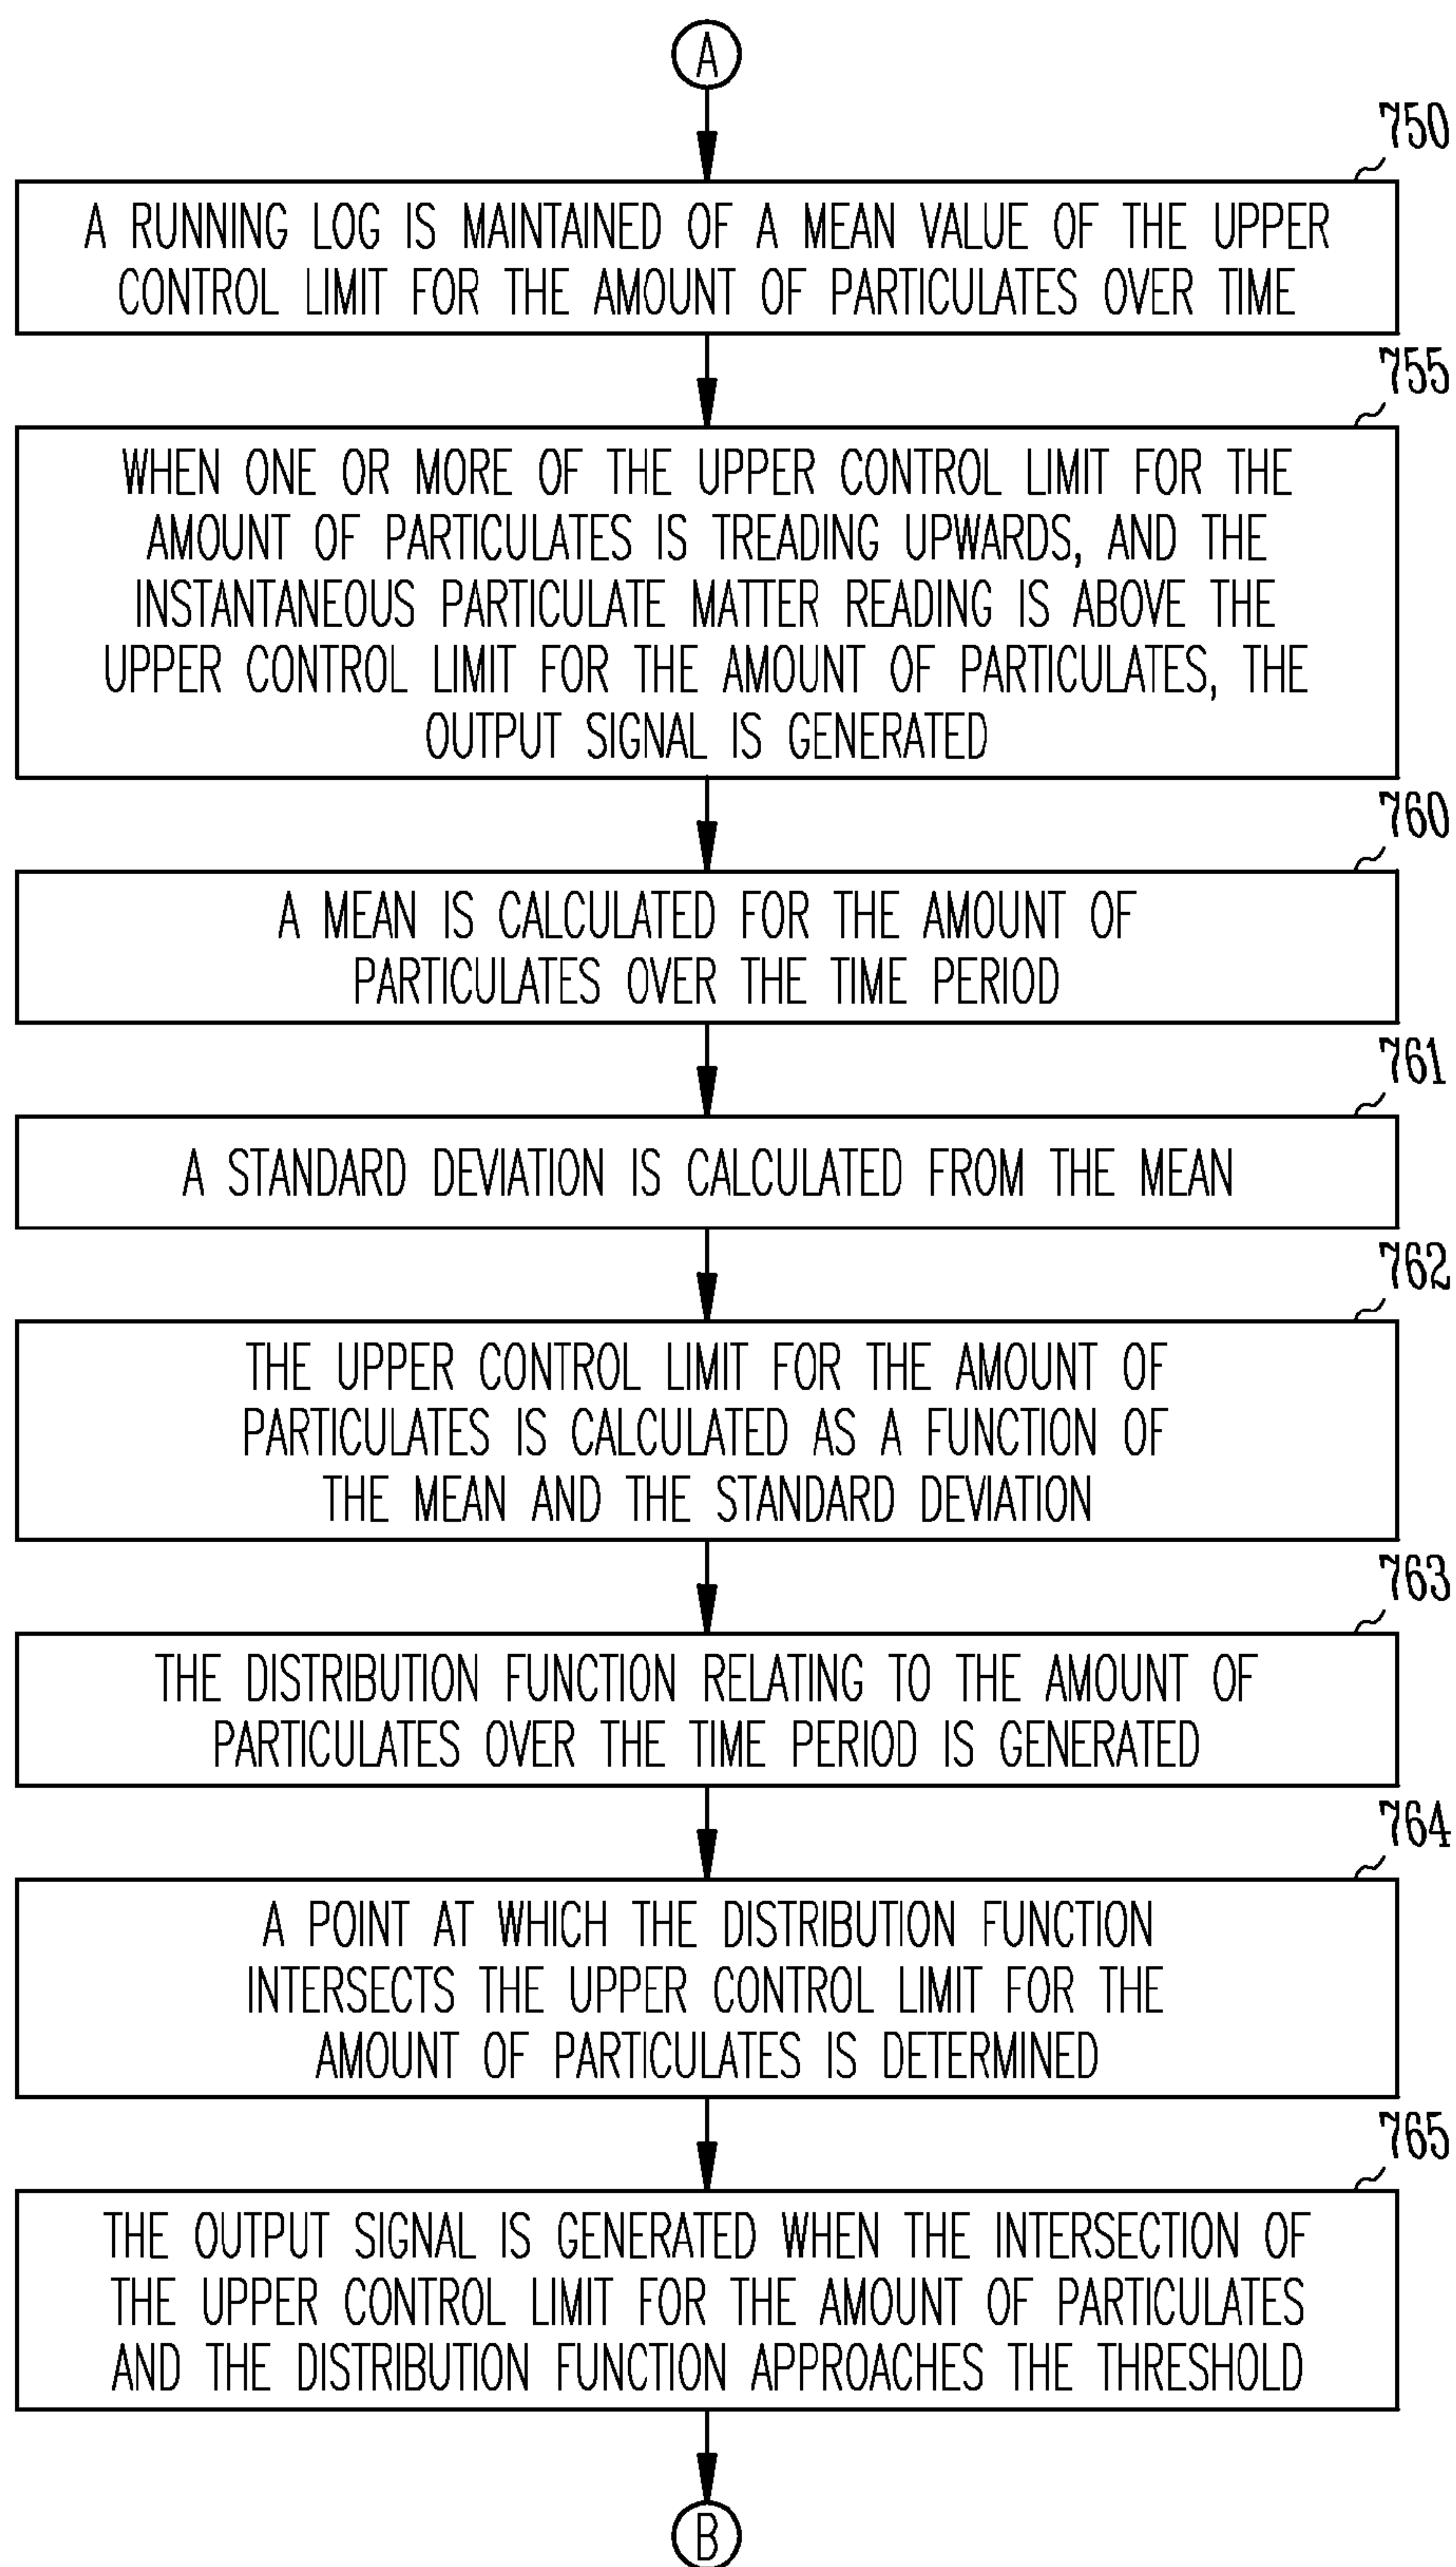 A
750
A RUNNING LOG IS MAINTAINED OF A MEAN VALUE OF THE UPPER
CONTROL LIMIT FOR THE AMOUNT OF PARTICULATES OVER TIME
755
WHEN ONE OR MORE OF THE UPPER CONTROL LIMIT FOR THE
AMOUNT OF PARTICULATES IS TREADING UPWARDS, AND THE
INSTANTANEOUS PARTICULATE MATTER READING IS ABOVE THE
UPPER CONTROL LIMIT FOR THE AMOUNT OF PARTICULATES, THE
OUTPUT SIGNAL IS GENERATED
760
A MEAN IS CALCULATED FOR THE AMOUNT OF
PARTICULATES OVER THE TIME PERIOD
761
A STANDARD DEVIATION IS CALCULATED FROM THE MEAN
762
THE UPPER CONTROL LIMIT FOR THE AMOUNT OF
PARTICULATES IS CALCULATED AS A FUNCTION OF
THE MEAN AND THE STANDARD DEVIATION
763
THE DISTRIBUTION FUNCTION RELATING TO THE AMOUNT OF
PARTICULATES OVER THE TIME PERIOD IS GENERATED
764
A POINT AT WHICH THE DISTRIBUTION FUNCTION
INTERSECTS THE UPPER CONTROL LIMIT FOR THE
AMOUNT OF PARTICULATES IS DETERMINED
765
THE OUTPUT SIGNAL IS GENERATED WHEN THE INTERSECTION OF
THE UPPER CONTROL LIMIT FOR THE AMOUNT OF PARTICULATES
AND THE DISTRIBUTION FUNCTION APPROACHES THE THRESHOLD
B